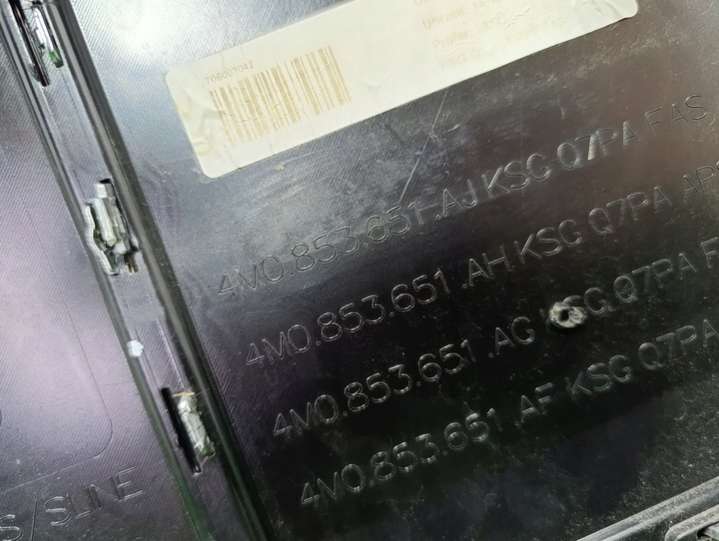 4M0.853.651 .AJ KSG Q7PA FAS
4M0.853.651 .AH KSG Q7PA
4M0.853.651 .AG KSG Q7PA
4M0.853.651 .AF KSG Q7PA
S/SLINE